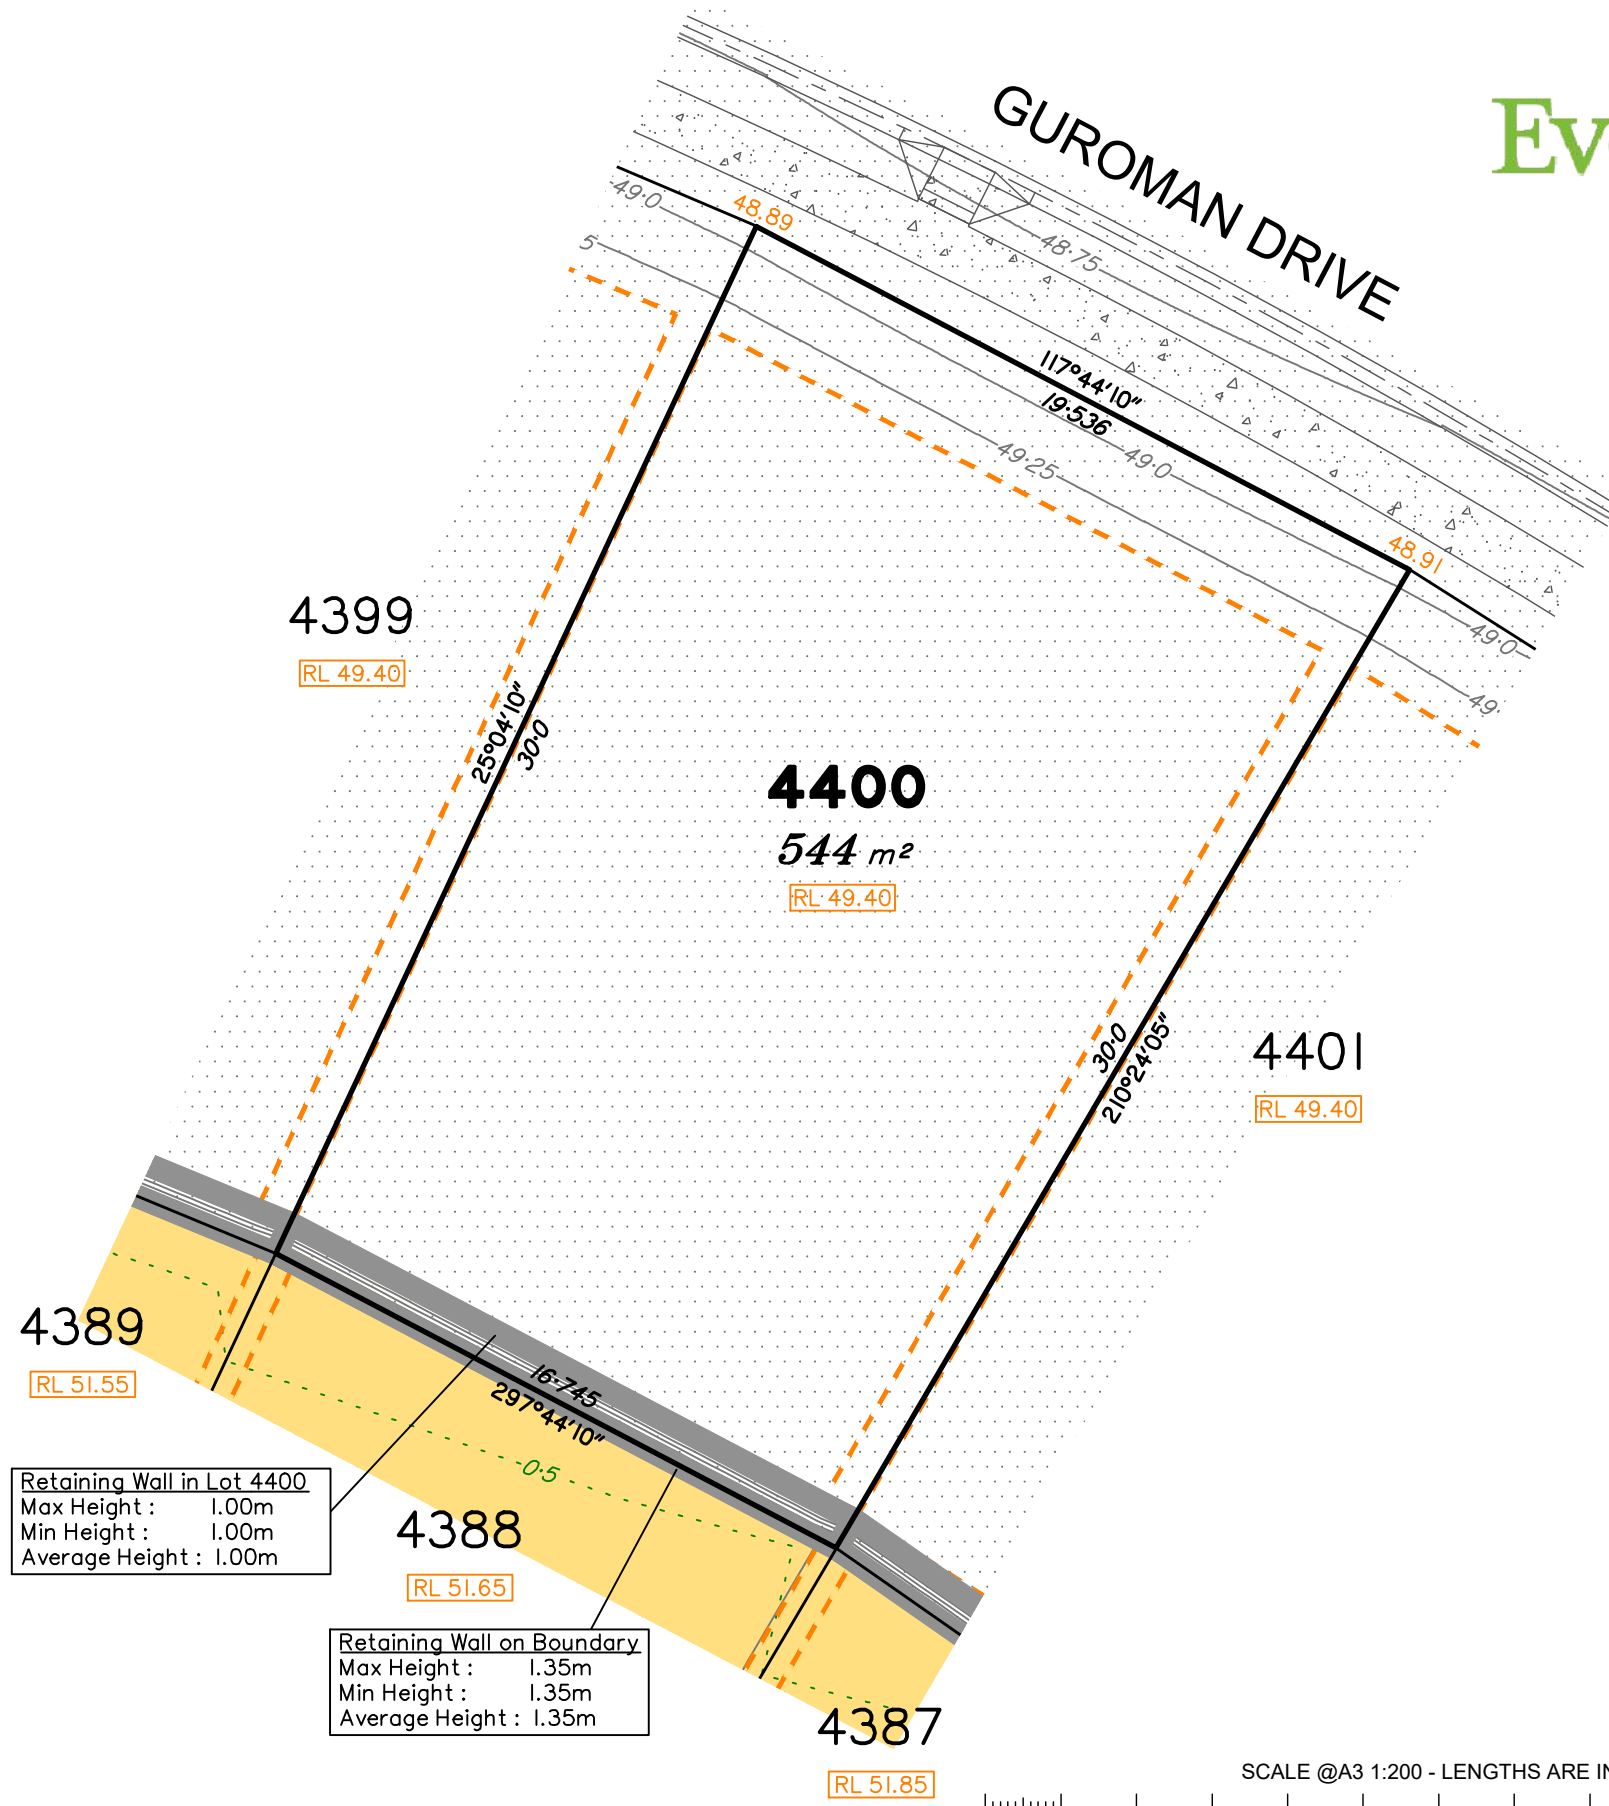 GUROMAN DRIVE
Ev
49·0
48.89
5
48·75
117°44'10"
19·536
49·25
49·0
48.91
49·0
49·
4399
RL 49.40
25°04'10"
30·0
4400
544 m²
RL 49.40
30·0
210°24'05"
4401
RL 49.40
4389
RL 51.55
16·745
297°44'10"
0·5
Retaining Wall in Lot 4400
Max Height : 1.00m
Min Height : 1.00m
Average Height : 1.00m
4388
RL 51.65
Retaining Wall on Boundary
Max Height : 1.35m
Min Height : 1.35m
Average Height : 1.35m
4387
RL 51.85
SCALE @A3 1:200 - LENGTHS ARE IN